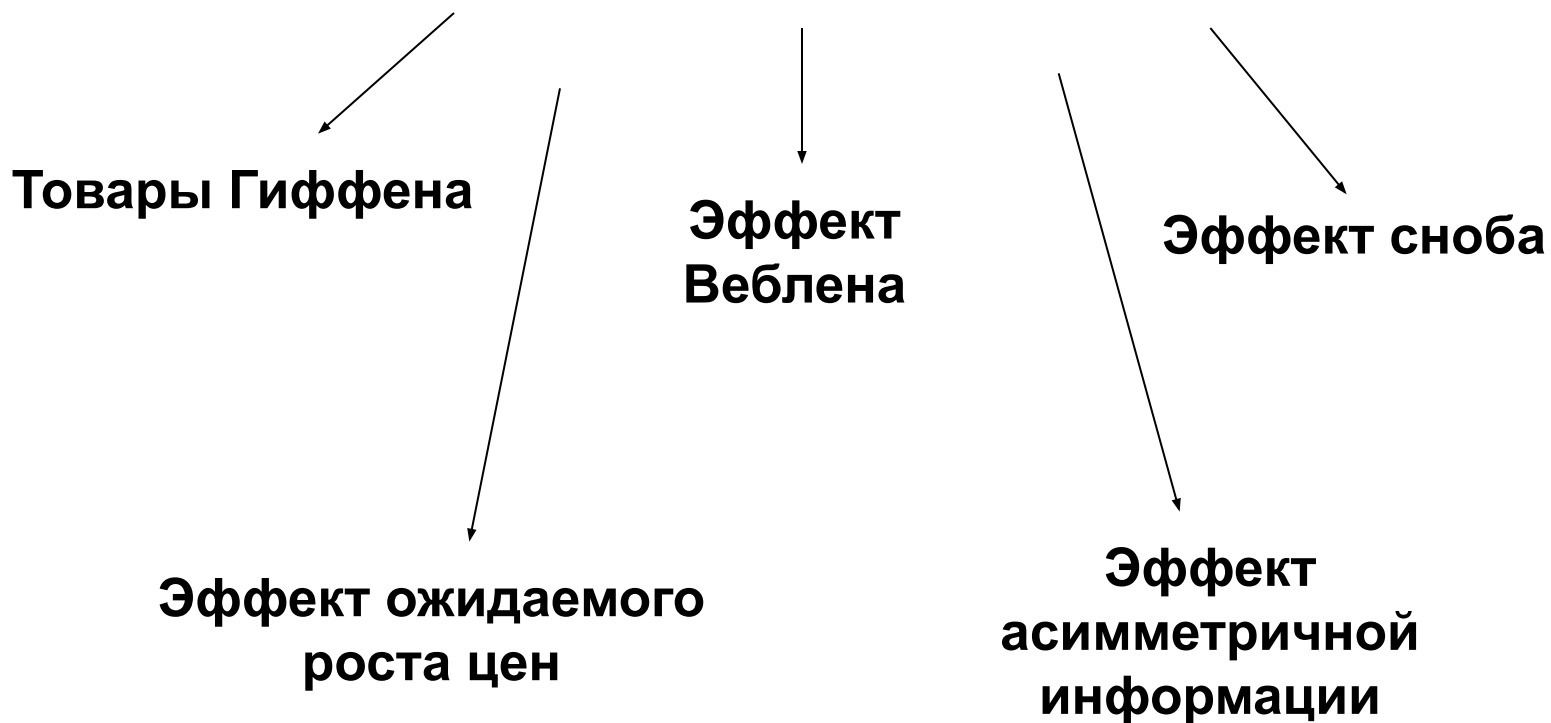 Товары Гиффена
Эффект
Веблена
Эффект сноба
Эффект ожидаемого
роста цен
Эффект
асимметричной
информации